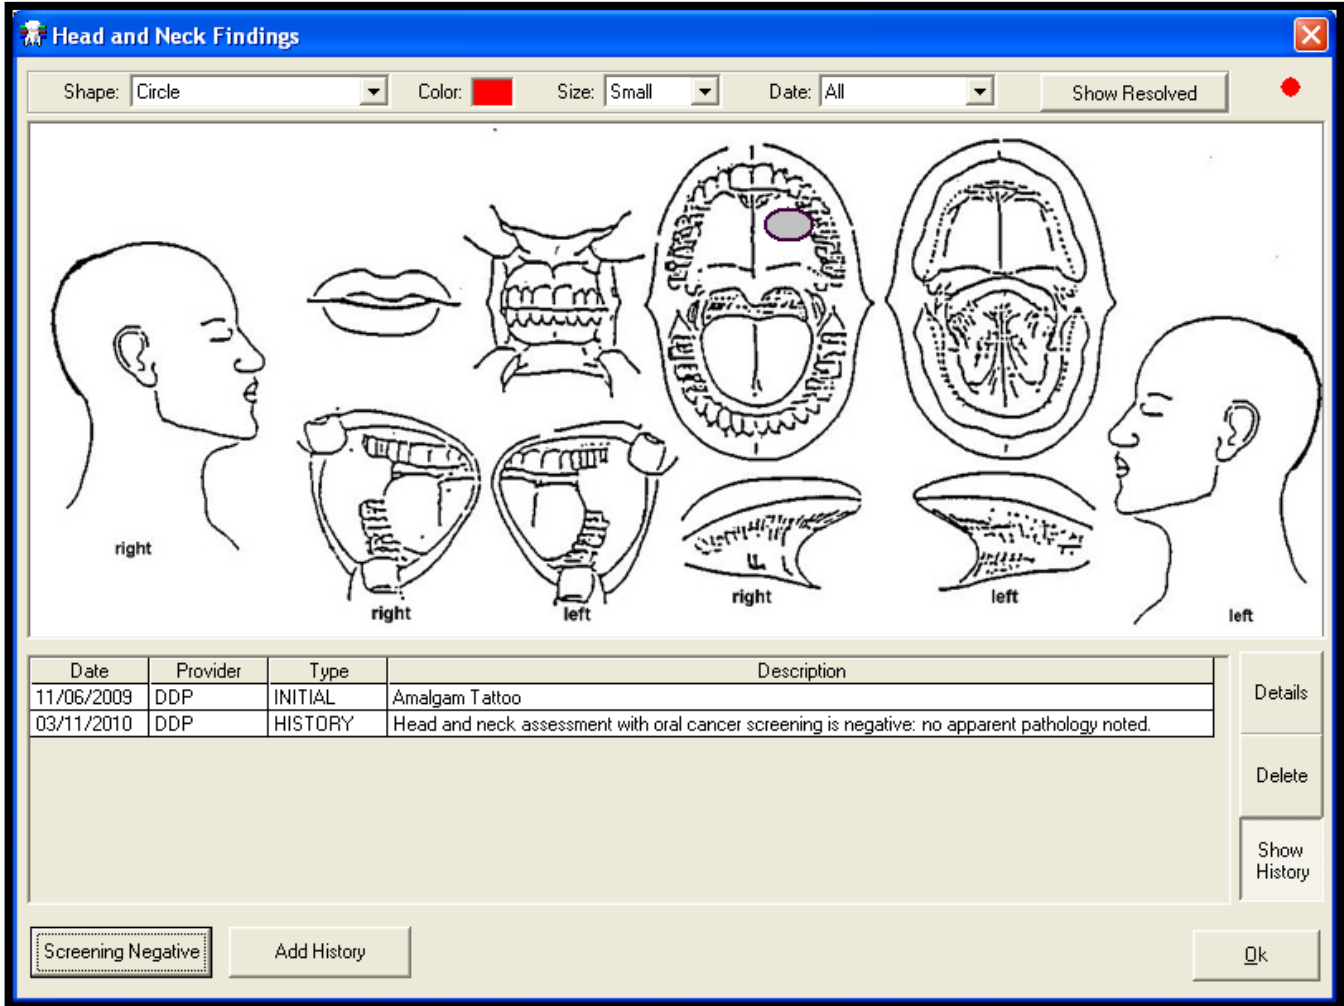 Head and Neck Findings
Shape: Circle Color: Size: Small Date: All Show Resolved
right
right
left
right
left
left
Date Provider Type Description
11/06/2009 DDP INITIAL Amalgam Tattoo
03/11/2010 DDP HISTORY Head and neck assessment with oral cancer screening is negative: no apparent pathology noted.
Details
Delete
Show
History
Screening Negative Add History Ok